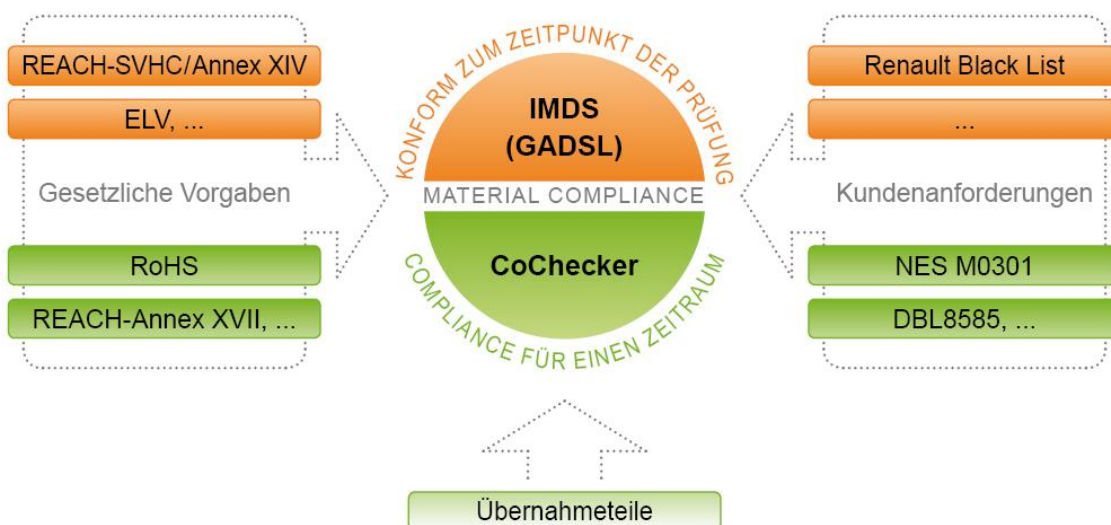 REACH-SVHC/Annex XIV
ELV, ...
Gesetzliche Vorgaben
RoHS
REACH-Annex XVII, ...
KONFORM ZUM ZEITPUNKT DER PRÜFUNG
IMDS
(GADSL)
MATERIAL COMPLIANCE
CoChecker
COMPLIANCE FÜR EINEN ZEITRAUM
Renault Black List
...
Kundenanforderungen
NES M0301
DBL8585, ...
Übernahmeteile